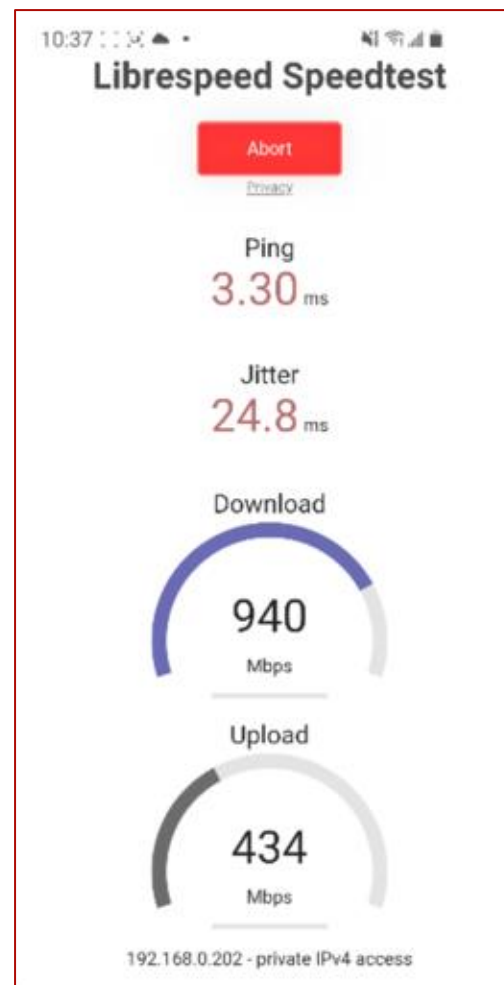 10:37
Librespeed Speedtest
Abort
Privacy
Ping
3.30 ms
Jitter
24.8 ms
Download
940
Mbps
Upload
434
Mbps
192.168.0.202 - private IPv4 access